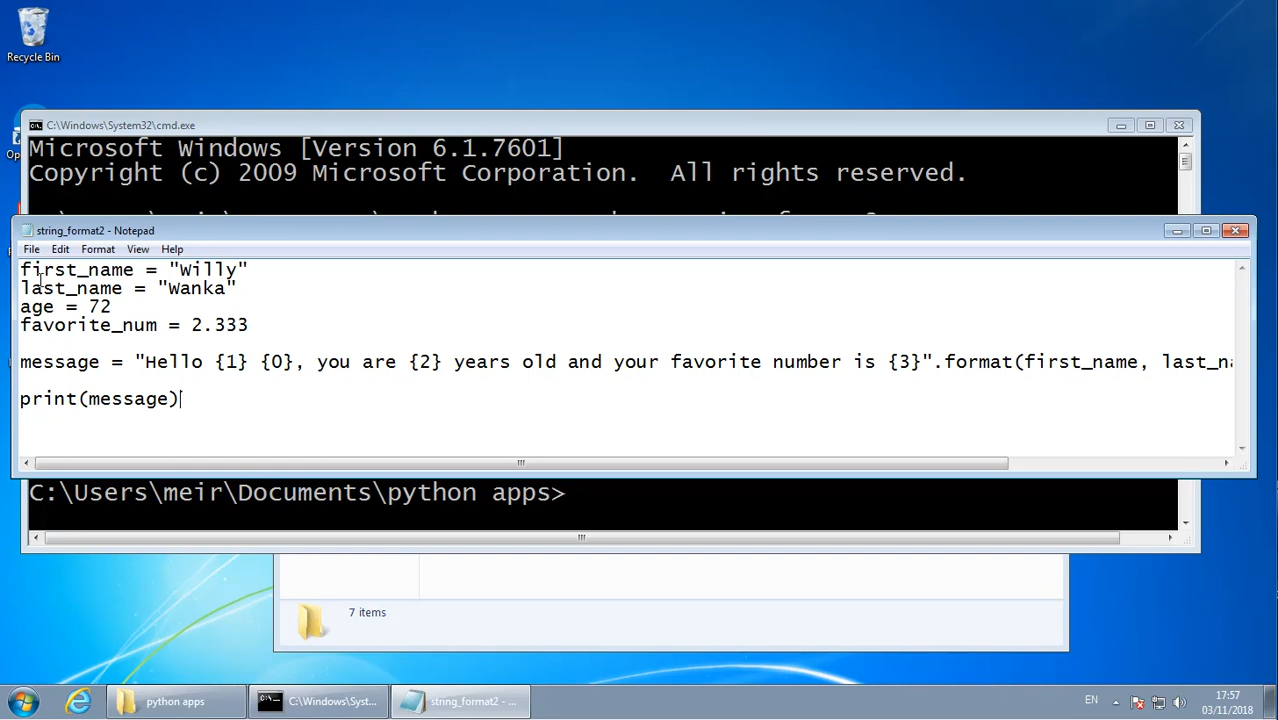 Recycle Bin
C:\Windows\System32\cmd.exe
Microsoft Windows [Version 6.1.7601]
Copyright (c) 2009 Microsoft Corporation. All rights reserved.
string_format2 - Notepad
File Edit Format View Help
first_name = "Willy"
last_name = "Wanka"
age = 72
favorite_num = 2.333
message = "Hello {1} {0}, you are {2} years old and your favorite number is {3}".format(first_name, last_na
print(message)
C:\Users\meir\Documents\python apps>
7 items
python apps
C:\Windows\Syst...
string_format2 - ...
EN
17:57
03/11/2018